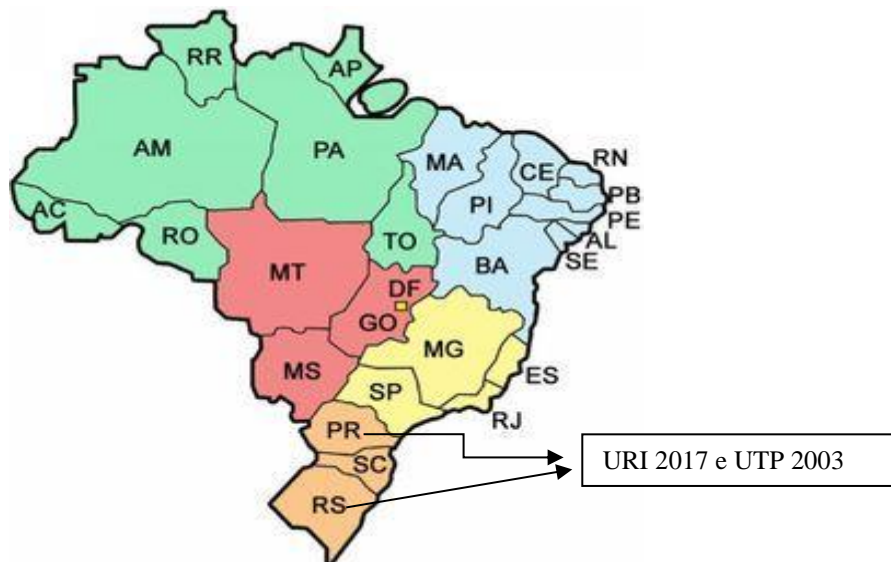 RR
AP
AM
PA
MA
CE
RN
PI
PB
PE
AC
RO
TO
AL
SE
BA
MT
DF
GO
MG
MS
ES
SP
RJ
PR
URI 2017 e UTP 2003
SC
RS